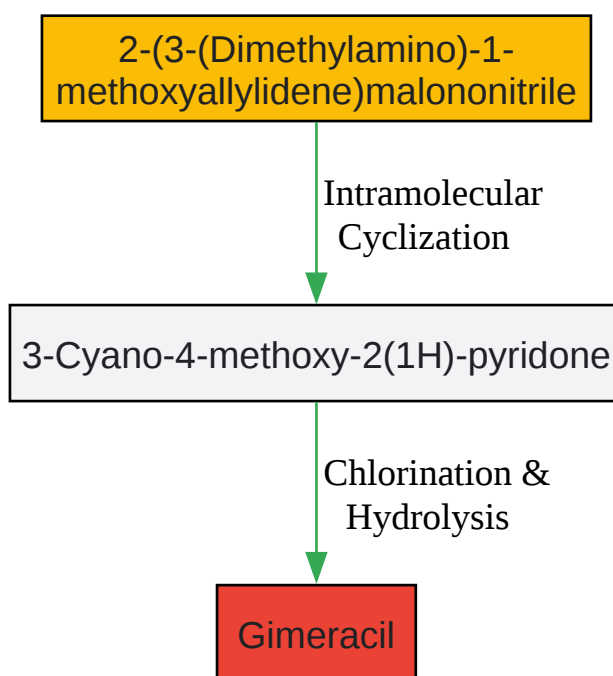 2-(3-(Dimethylamino)-1-
methoxyallylidene)malononitrile
Intramolecular
Cyclization
3-Cyano-4-methoxy-2(1H)-pyridone
Chlorination &
Hydrolysis
Gimeracil